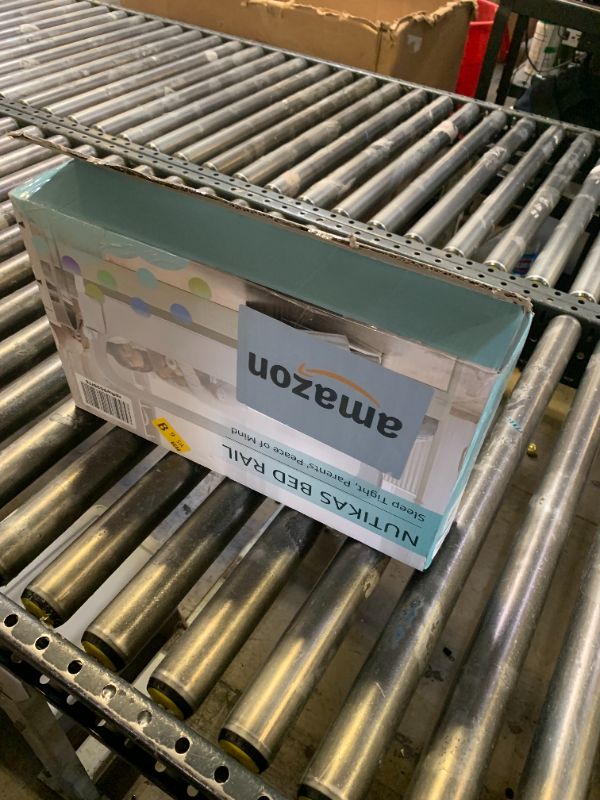 NUTIKAS BED RAIL
Sleep Tight, Parents' Peace of Mind
amazon
B